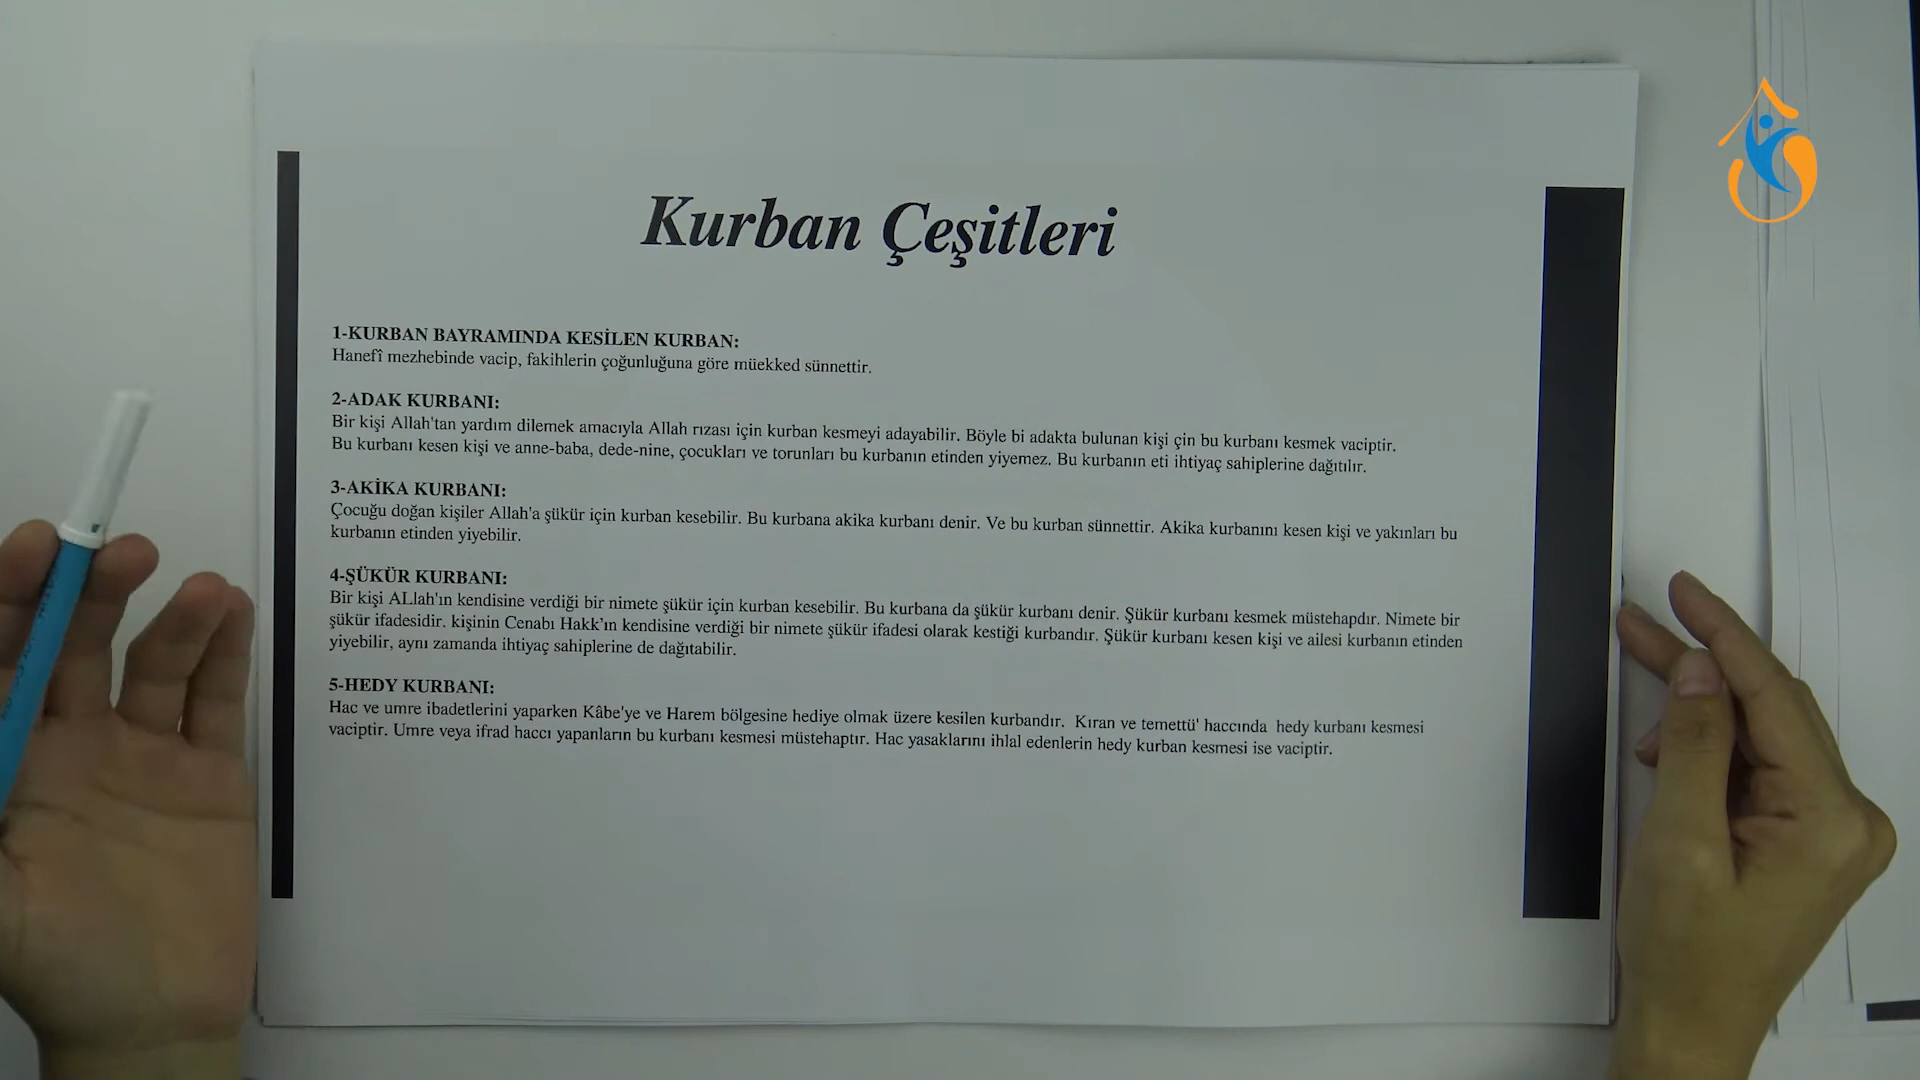 Kurban Çeşitleri
1-KURBAN BAYRAMINDA KESİLEN KURBAN:
Hanefî mezhebinde vacip, fakihlerin çoğunluğuna göre müekked sünnettir.
2-ADAK KURBANI:
Bir kişi Allah'tan yardım dilemek amacıyla Allah rızası için kurban kesmeyi adayabilir. Böyle bi adakta bulunan kişi çin bu kurbanı kesmek vaciptir.
Bu kurbanı kesen kişi ve anne-baba, dede-nine, çocukları ve torunları bu kurbanın etinden yiyemez. Bu kurbanın eti ihtiyaç sahiplerine dağıtılır.
3-AKİKA KURBANI:
Çocuğu doğan kişiler Allah'a şükür için kurban kesebilir. Bu kurbana akika kurbanı denir. Ve bu kurban sünnettir. Akika kurbanını kesen kişi ve yakınları bu
kurbanın etinden yiyebilir.
4-ŞÜKÜR KURBANI:
Bir kişi ALlah'ın kendisine verdiği bir nimete şükür için kurban kesebilir. Bu kurbana da şükür kurbanı denir. Şükür kurbanı kesmek müstehapdır. Nimete bir
şükür ifadesidir. kişinin Cenabı Hakk’ın kendisine verdiği bir nimete şükür ifadesi olarak kestiği kurbandır. Şükür kurbanı kesen kişi ve ailesi kurbanın etinden
yiyebilir, aynı zamanda ihtiyaç sahiplerine de dağıtabilir.
5-HEDY KURBANI:
Hac ve umre ibadetlerini yaparken Kâbe'ye ve Harem bölgesine hediye olmak üzere kesilen kurbandır. Kıran ve temettü' haccında hedy kurbanı kesmesi
vaciptir. Umre veya ifrad haccı yapanların bu kurbanı kesmesi müstehaptır. Hac yasaklarını ihlal edenlerin hedy kurban kesmesi ise vaciptir.